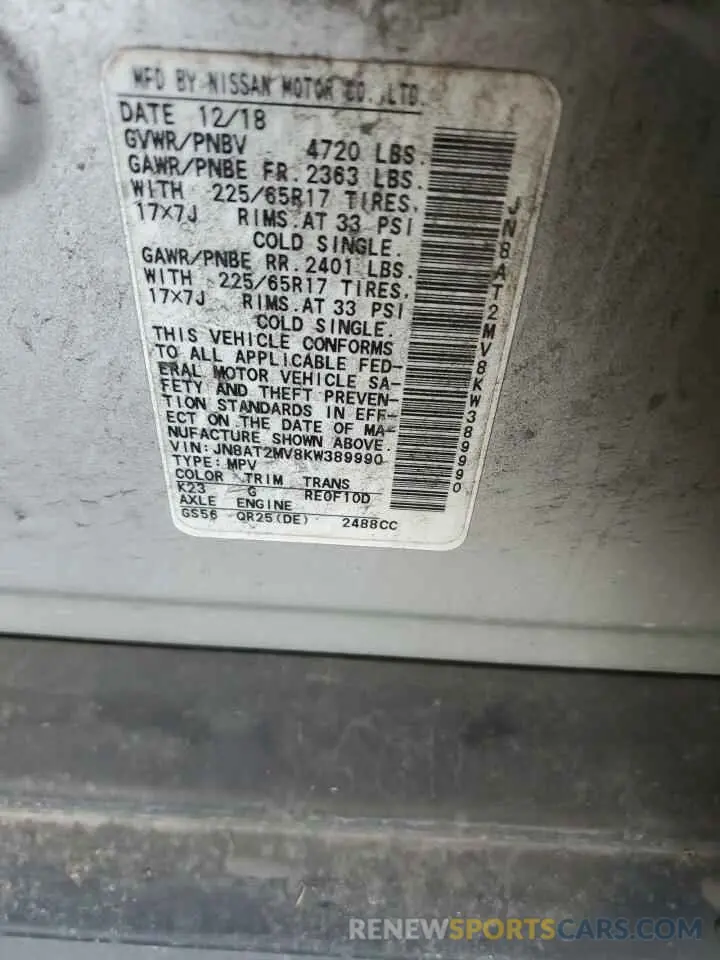 MFD BY NISSAN MOTOR CO.,LTD.
DATE 12/18
GVWR/PNBV 4720 LBS.
GAWR/PNBE FR. 2363 LBS.
WITH 225/65R17 TIRES,
17×7J RIMS.AT 33 PSI
COLD SINGLE.
GAWR/PNBE RR. 2401 LBS.
WITH 225/65R17 TIRES,
17×7J RIMS.AT 33 PSI
COLD SINGLE.
THIS VEHICLE CONFORMS
TO ALL APPLICABLE FED-
ERAL MOTOR VEHICLE SA-
FETY AND THEFT PREVEN-
TION STANDARDS IN EFF-
ECT ON THE DATE OF MA-
NUFACTURE SHOWN ABOVE.
VIN: JN8AT2MV8KW389990
TYPE: MPV
COLOR TRIM TRANS
K23 G RE0F10D
AXLE ENGINE
GS56 QR25(DE) 2488CC
JN8AT2MV8KW389990
RENEWSPORTSCARS.COM